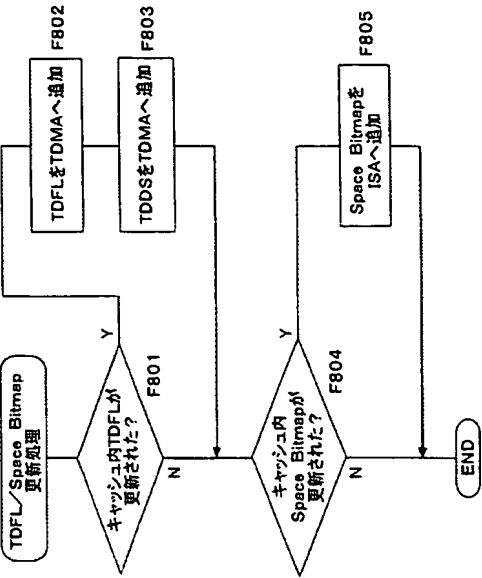 TDFL／Space Bitmap
更新処理
キャッシュ内TDFLが
更新された？
F801
Y
N
TDFLをTDMAへ追加
F802
TDDSをTDMAへ追加
F803
キャッシュ内
Space Bitmapが
更新された？
F804
Y
N
Space Bitmapを
ISAへ追加
F805
END